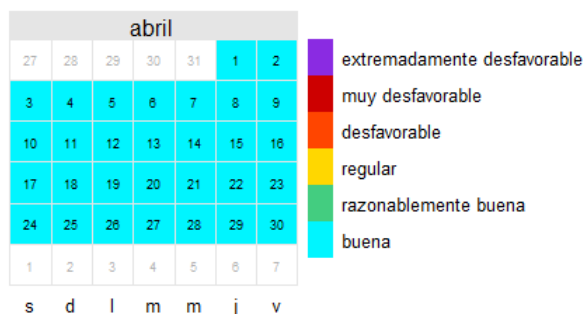 abril
27 28 29 30 31 1 2
3 4 5 6 7 8 9
10 11 12 13 14 15 16
17 18 19 20 21 22 23
24 25 26 27 28 29 30
1 2 3 4 5 6 7
s d l m m j v
extremadamente desfavorable
muy desfavorable
desfavorable
regular
razonablemente buena
buena